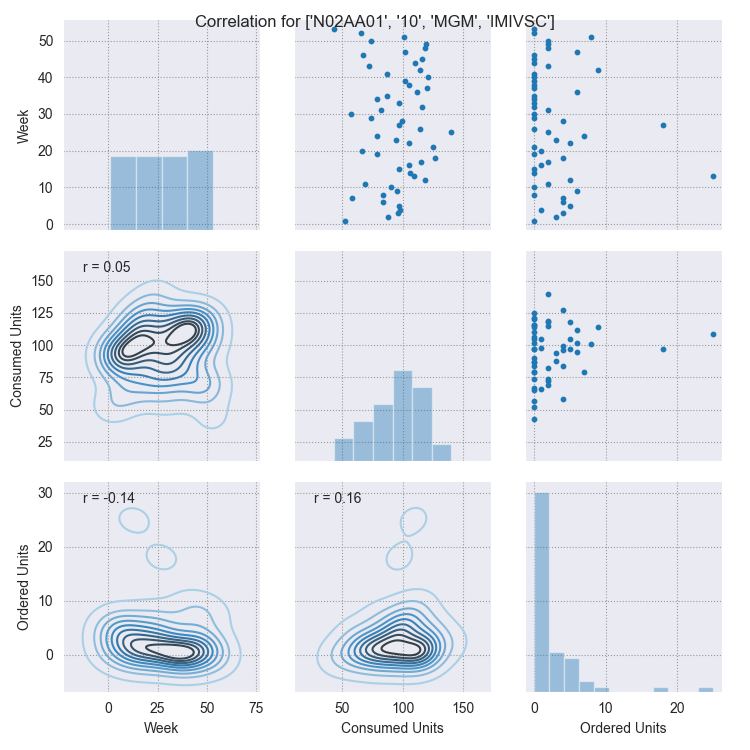 Correlation for ['N02AA01', '10', 'MGM', 'IMIVSC']
50
40
30
20
10
0
Week
r = 0.05
150
125
100
75
50
25
Consumed Units
r = -0.14
r = 0.16
30
20
10
0
Ordered Units
0 25 50 75
50 100 150
0 20
Week
Consumed Units
Ordered Units